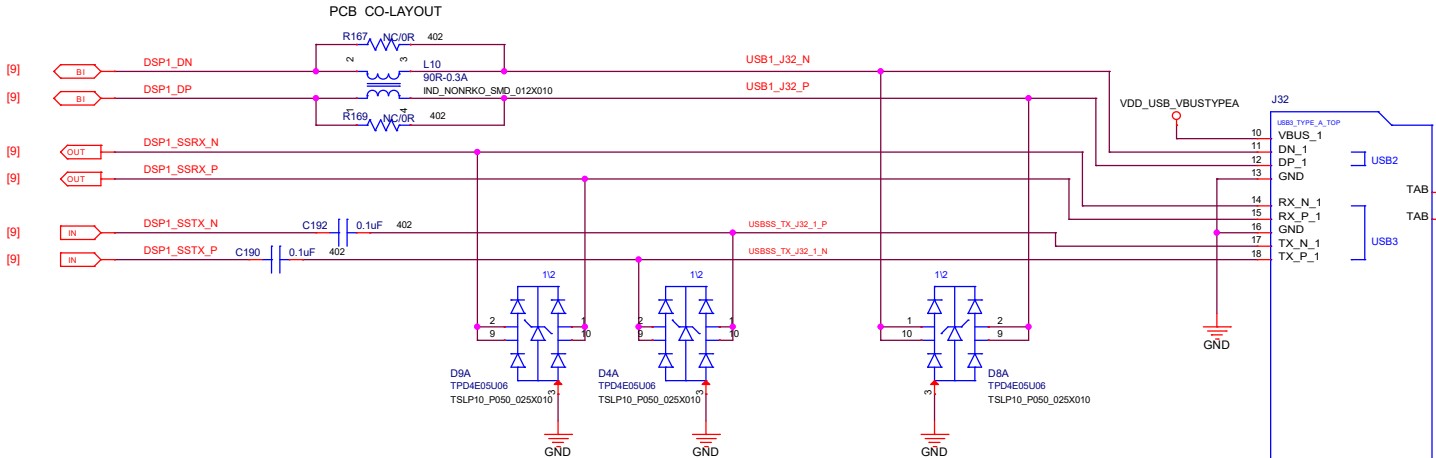 PCB CO-LAYOUT
R167 NC/0R 402
2 3
[9] BI DSP1_DN L10 USB1_J32_N
90R-0.3A
[9] BI DSP1_DP IND_NONRKO_SMD_012X010 USB1_J32_P
1 4
R169 NC/0R 402
VDD_USB_VBUSTYPEA
J32
USB3_TYPE_A_TOP
10 VBUS_1
11 DN_1
12 DP_1
USB2
13 GND
14 RX_N_1
15 RX_P_1
16 GND
17 TX_N_1
18 TX_P_1
USB3
TAB
TAB
[9] OUT DSP1_SSRX_N
[9] OUT DSP1_SSRX_P
[9] IN DSP1_SSTX_N C192 0.1uF 402 USBSS_TX_J32_1_P
[9] IN DSP1_SSTX_P C190 0.1uF 402 USBSS_TX_J32_1_N
1\2 1\2 1\2
2 1 2 1 1 2
9 10 9 10 10 9
3 3 3
D9A D4A D8A
TPD4E05U06 TPD4E05U06 TPD4E05U06
TSLP10_P050_025X010 TSLP10_P050_025X010 TSLP10_P050_025X010
GND GND GND
GND